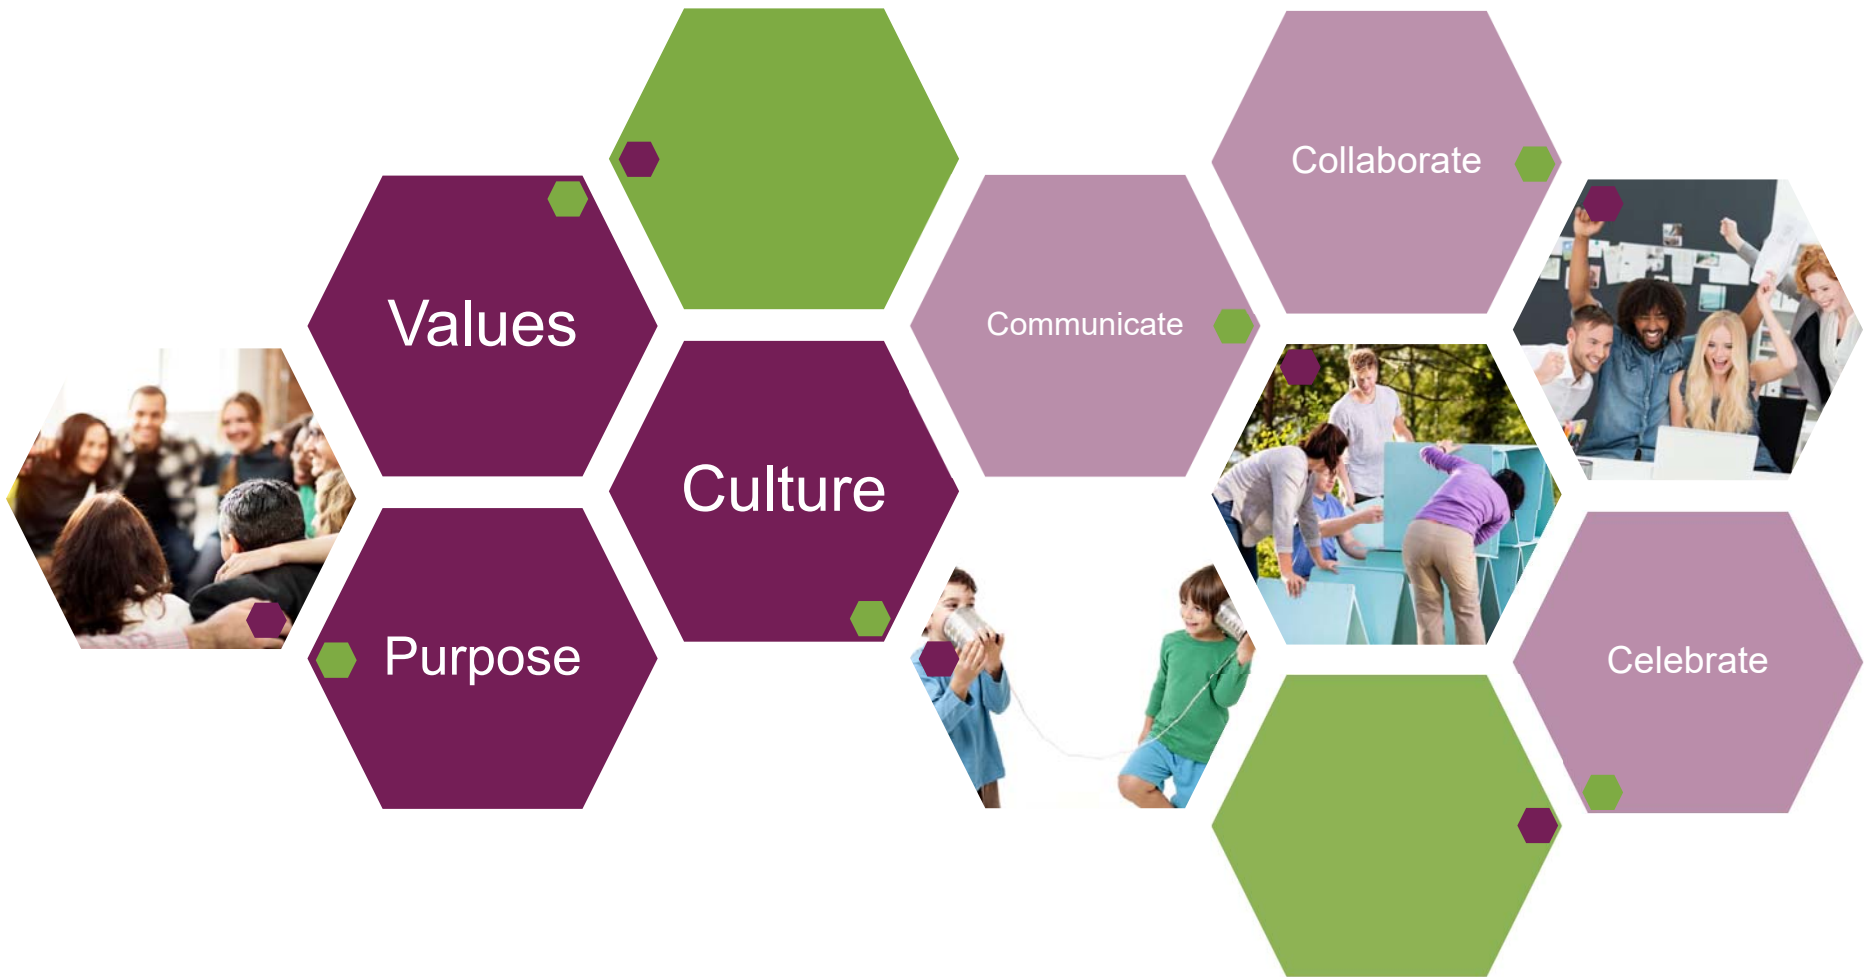 Values
Purpose
Culture
Communicate
Collaborate
Celebrate